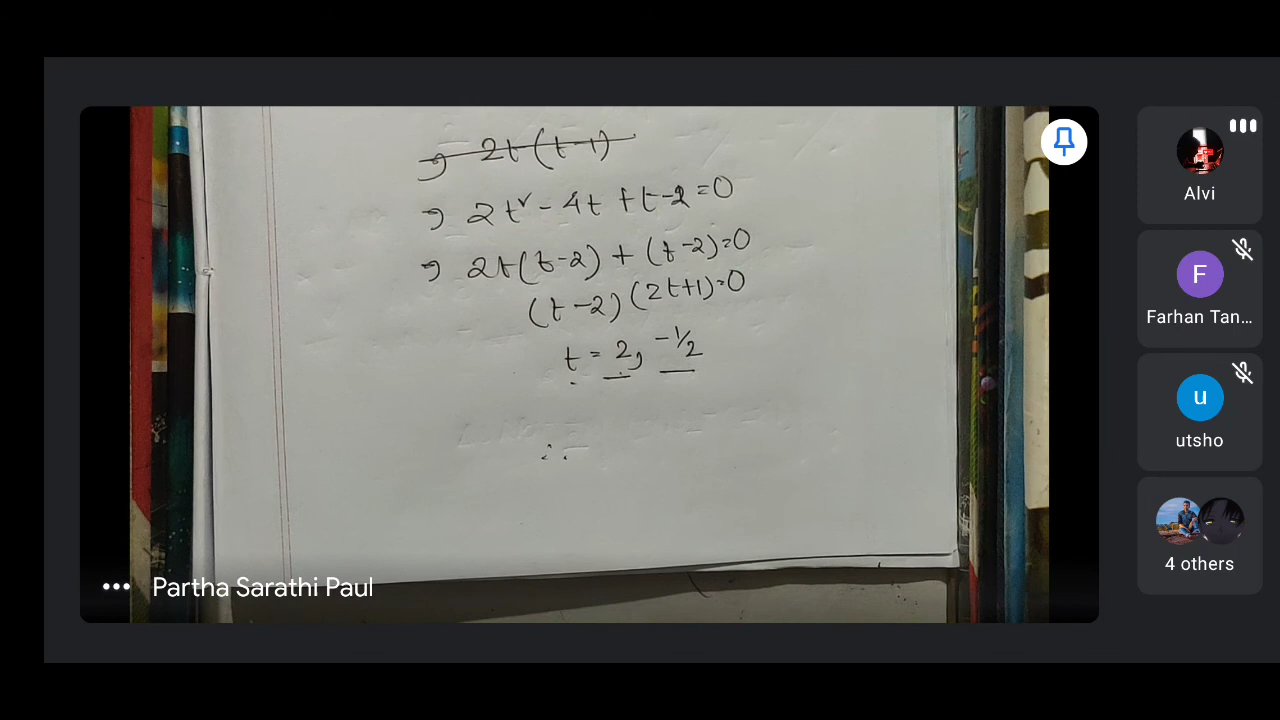 ⇒ 2t(t-1)
⇒ 2t² - 4t + t - 2 = 0
⇒ 2t(t-2) + (t-2) = 0
(t-2)(2t+1) = 0
t = 2, -1/2
∴
Partha Sarathi Paul
Alvi
F
Farhan Tan...
u
utsho
4 others